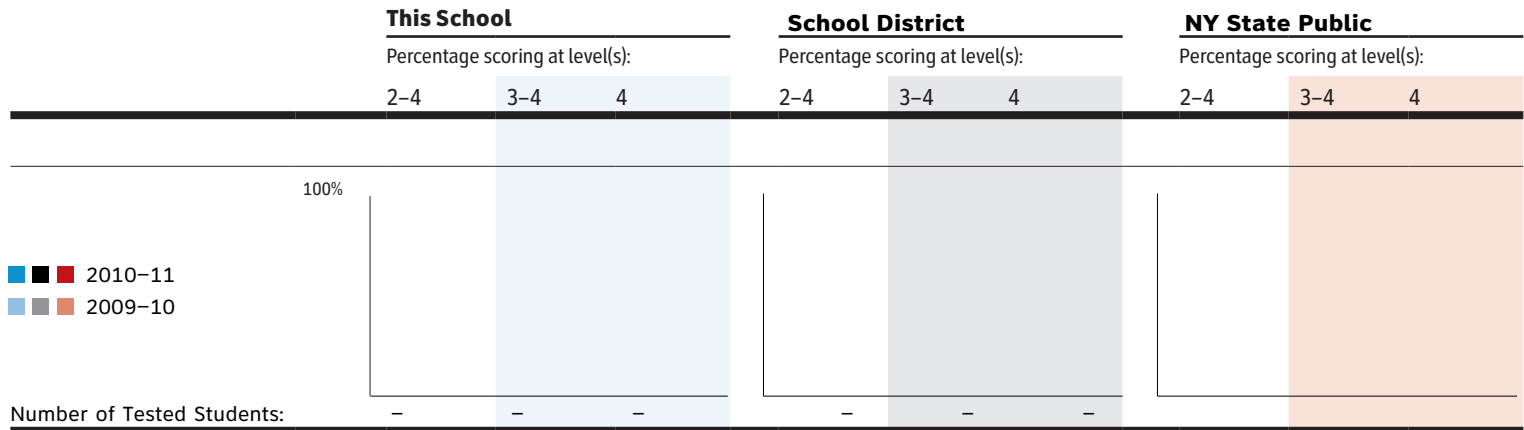 This School School District NY State Public
Percentage scoring at level(s): Percentage scoring at level(s): Percentage scoring at level(s):
2–4 3–4 4 2–4 3–4 4 2–4 3–4 4
100%
2010–11
2009–10
Number of Tested Students: – – – – – –